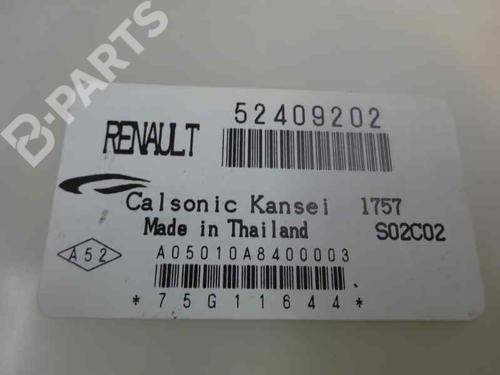 B-PARTS
RENAULT 52409202
Calsonic Kansei 1757
Made in Thailand S02C02
A52 A05010A8400003
*75G11644*